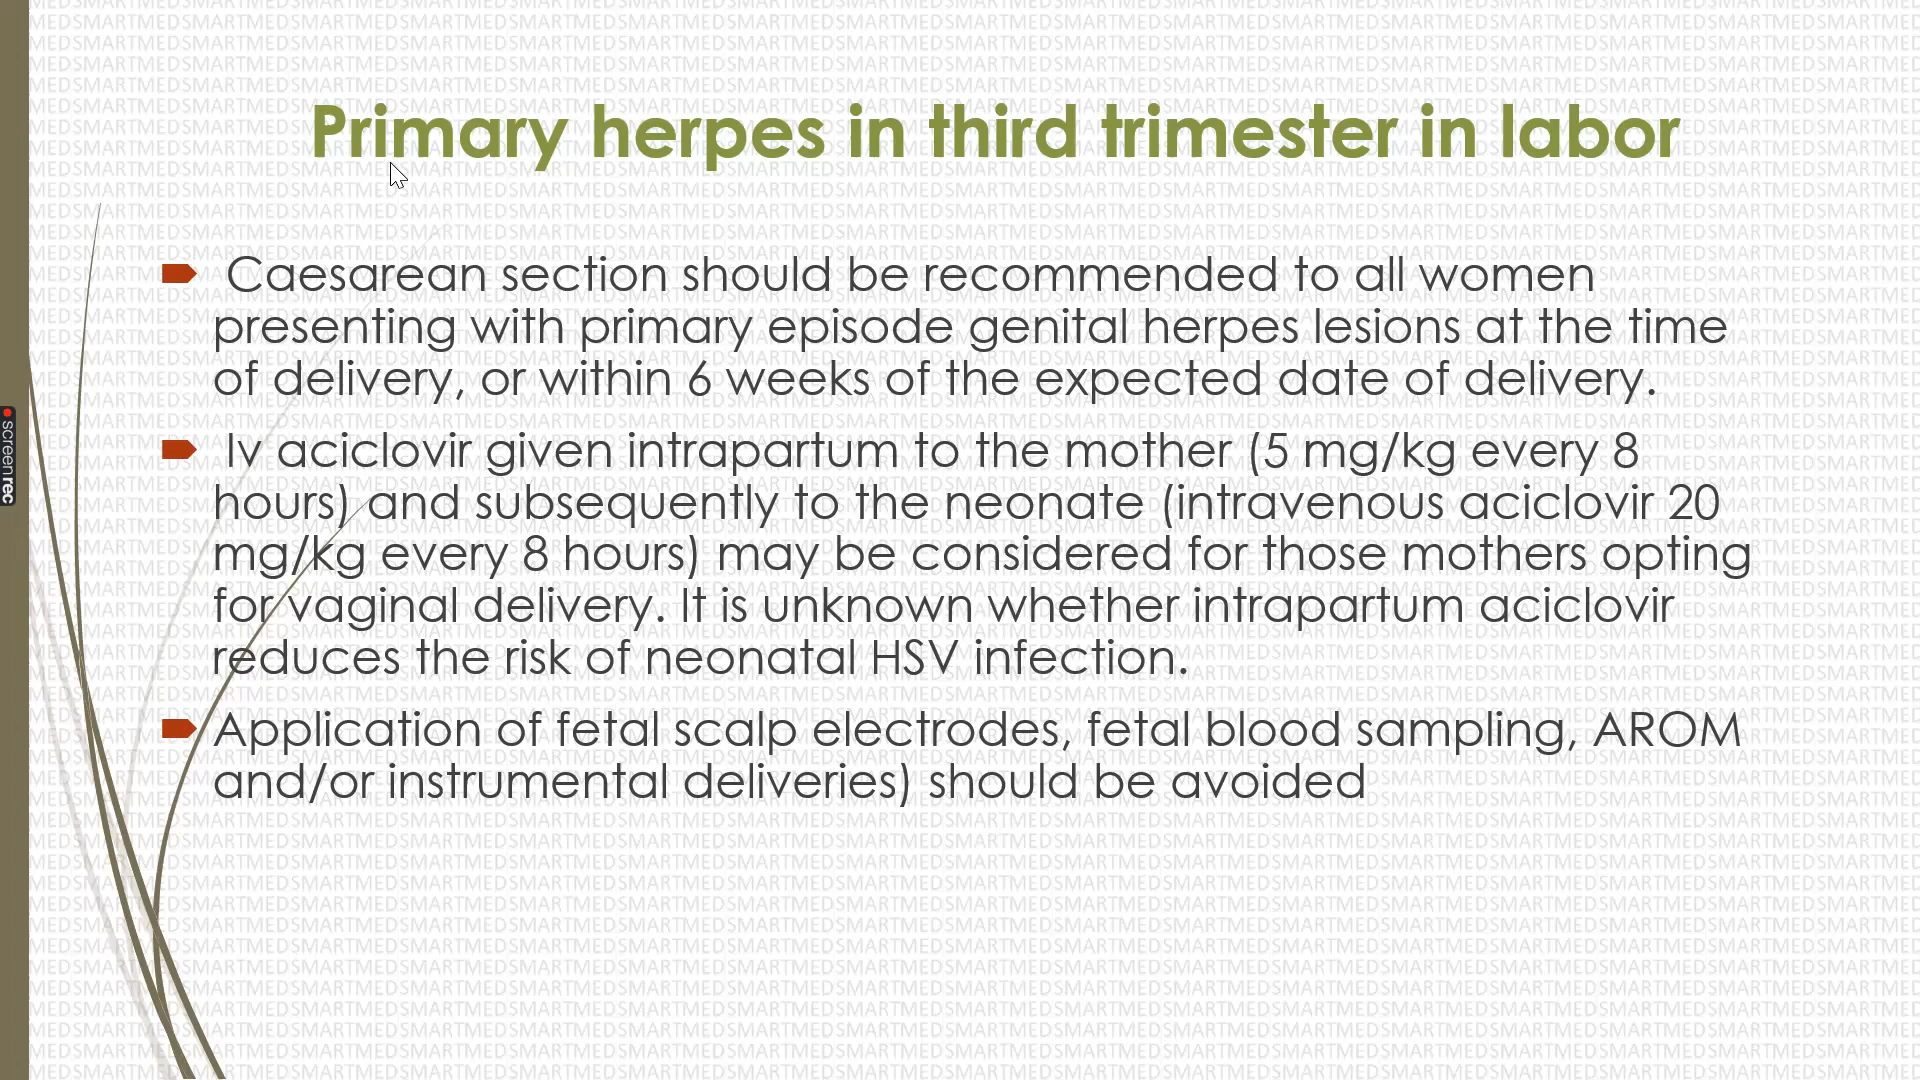 Primary herpes in third trimester in labor
Caesarean section should be recommended to all women
presenting with primary episode genital herpes lesions at the time
of delivery, or within 6 weeks of the expected date of delivery.
Iv aciclovir given intrapartum to the mother (5 mg/kg every 8
hours) and subsequently to the neonate (intravenous aciclovir 20
mg/kg every 8 hours) may be considered for those mothers opting
for vaginal delivery. It is unknown whether intrapartum aciclovir
reduces the risk of neonatal HSV infection.
Application of fetal scalp electrodes, fetal blood sampling, AROM
and/or instrumental deliveries) should be avoided
screenrec
MEDSMARTMEDSMARTMEDSMARTMEDSMART